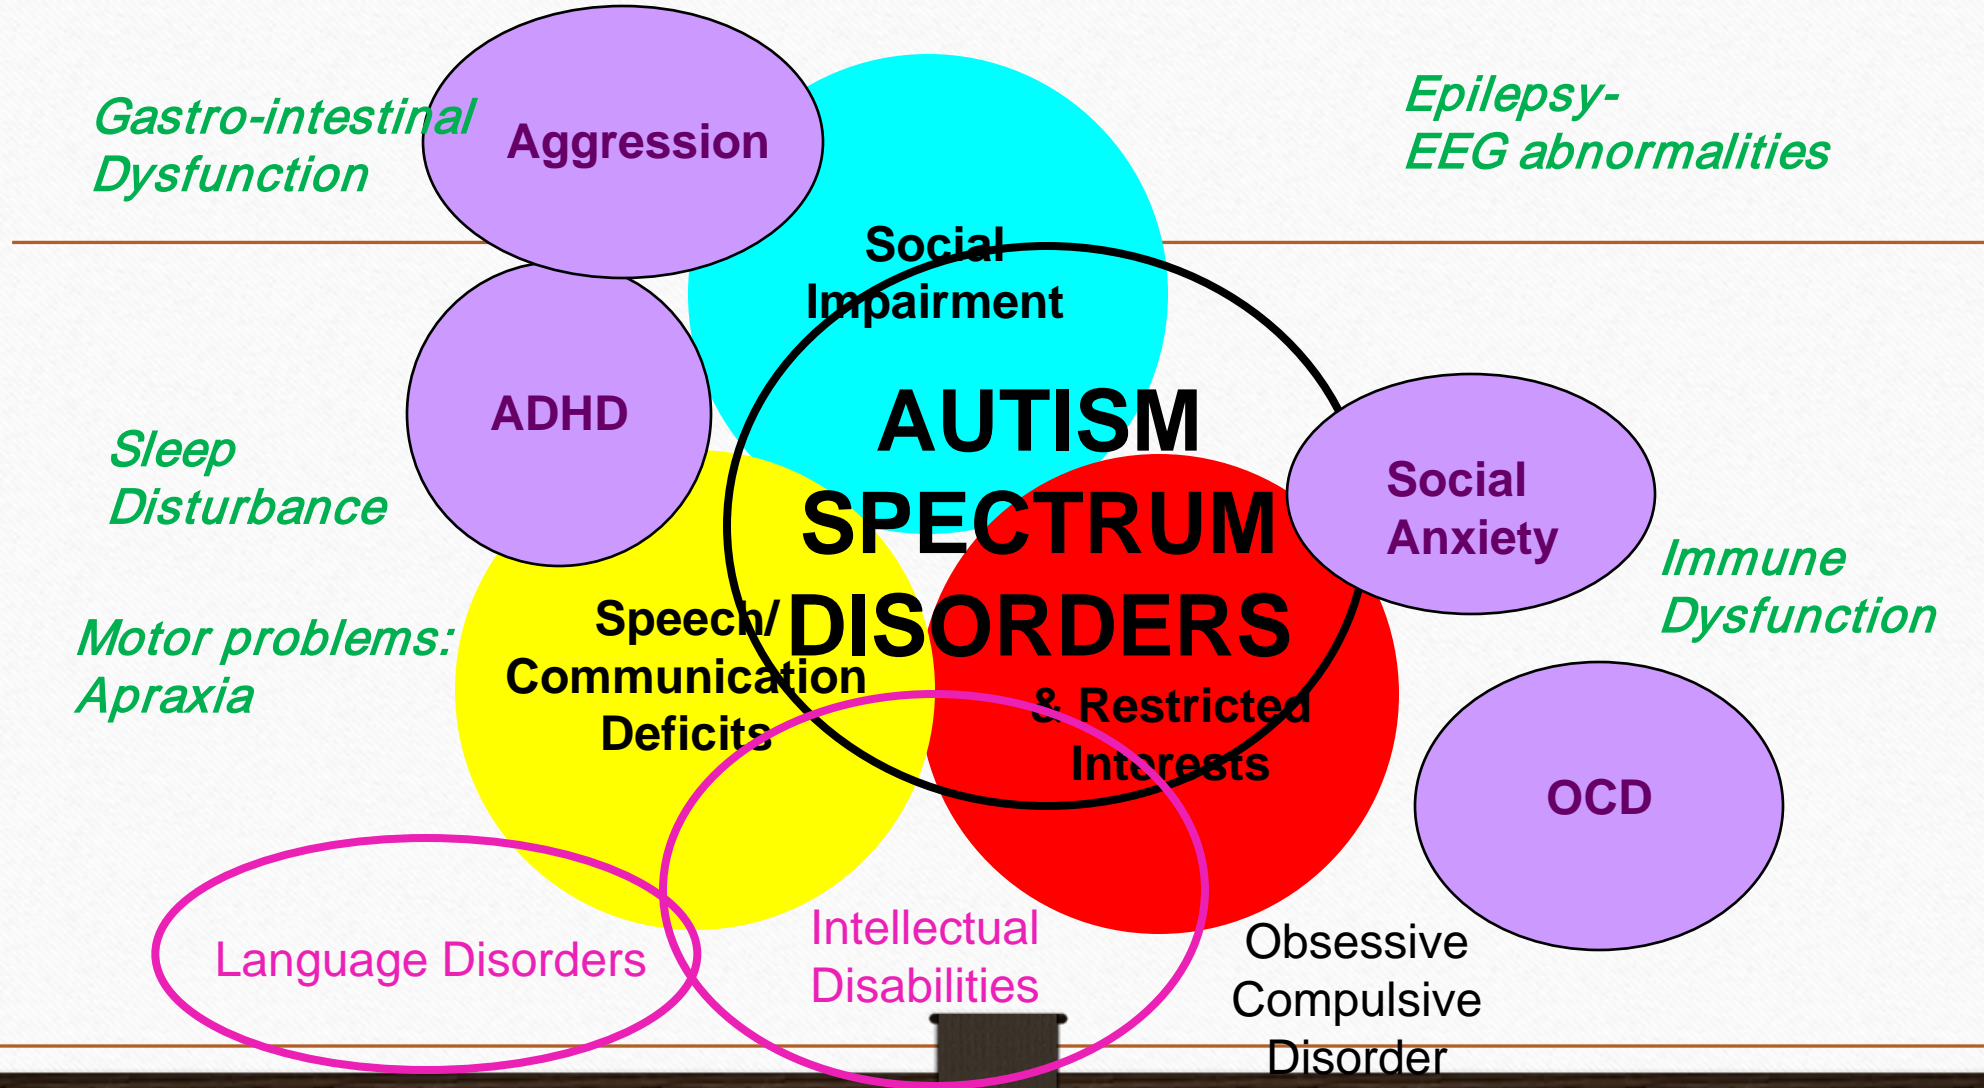 Gastro-intestinal
Dysfunction
Aggression
Epilepsy-
EEG abnormalities
Social
Impairment
ADHD
AUTISM
SPECTRUM
DISORDERS
Sleep
Disturbance
Social
Anxiety
Immune
Dysfunction
Motor problems:
Apraxia
Speech/
Communication
Deficits
& Restricted
Interests
OCD
Language Disorders
Intellectual
Disabilities
Obsessive
Compulsive
Disorder